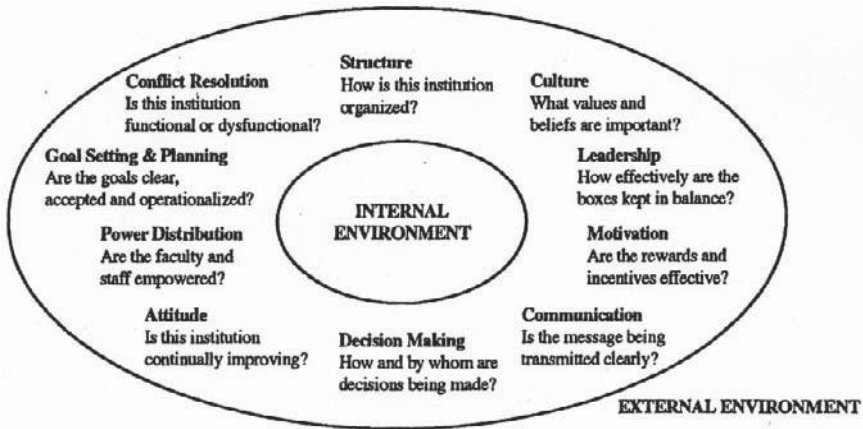 Structure
How is this institution
organized?
Conflict Resolution
Is this institution
functional or dysfunctional?
Culture
What values and
beliefs are important?
Goal Setting & Planning
Are the goals clear,
accepted and operationalized?
Leadership
How effectively are the
boxes kept in balance?
INTERNAL
ENVIRONMENT
Power Distribution
Are the faculty and
staff empowered?
Motivation
Are the rewards and
incentives effective?
Attitude
Is this institution
continually improving?
Decision Making
How and by whom are
decisions being made?
Communication
Is the message being
transmitted clearly?
EXTERNAL ENVIRONMENT